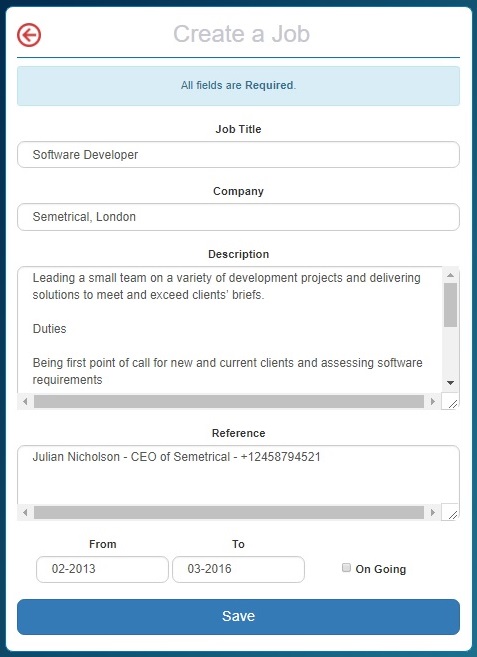 Create a Job
All fields are Required.
Job Title
Software Developer
Company
Semetrical, London
Description
Leading a small team on a variety of development projects and delivering
solutions to meet and exceed clients' briefs.
Duties
Being first point of call for new and current clients and assessing software
requirements
Reference
Julian Nicholson - CEO of Semetrical - +12458794521
From To
02-2013 03-2016 On Going
Save